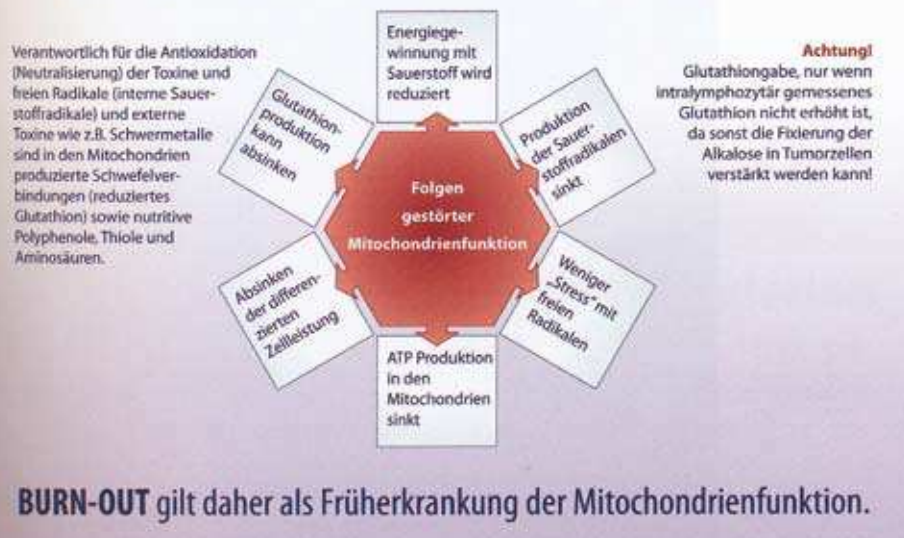 Verantwortlich für die Antioxidation
(Neutralisierung) der Toxine und
freien Radikale (interne Sauer-
stoffradikale) und externe
Toxine wie z.B. Schwermetalle
sind in den Mitochondrien
produzierte Schwefelver-
bindungen (reduziertes
Glutathion) sowie nutritive
Polyphenole, Thiole und
Aminosäuren.
Energiege-
winnung mit
Sauerstoff wird
reduziert
Achtung!
Glutathiongabe, nur wenn
intralymphozytär gemessenes
Glutathion nicht erhöht ist,
da sonst die Fixierung der
Alkalose in Tumorzellen
verstärkt werden kann!
Glutathion-
produktion
kann
absinken
Produktion
der Sauer-
stoffradikalen
sinkt
Folgen
gestörter
Mitochondrienfunktion
Absinken
der differen-
zierten
Zellleistung
Weniger
„Stress“ mit
freien
Radikalen
ATP Produktion
in den
Mitochondrien
sinkt
BURN-OUT gilt daher als Früherkrankung der Mitochondrienfunktion.